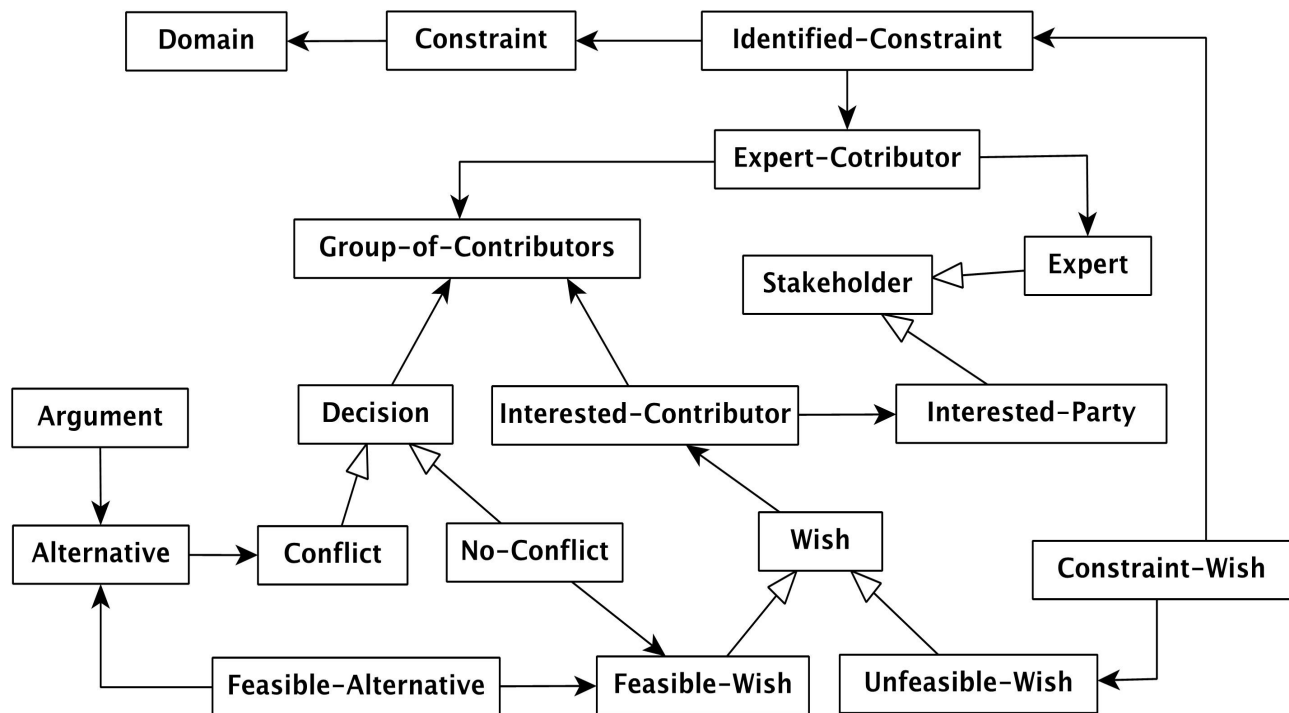 Domain
Constraint
Identified-Constraint
Expert-Cotributor
Group-of-Contributors
Stakeholder
Expert
Argument
Decision
Interested-Contributor
Interested-Party
Alternative
Conflict
No-Conflict
Wish
Constraint-Wish
Feasible-Alternative
Feasible-Wish
Unfeasible-Wish